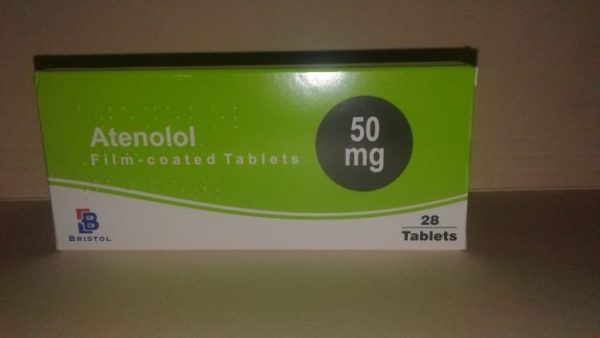 Atenolol
Film-coated Tablets
50
mg
28
Tablets
B
BRISTOL